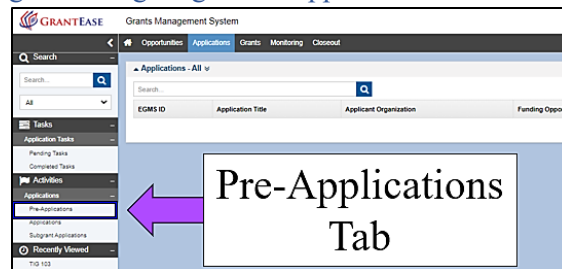 GRANTEASE
Grants Management System
Opportunities Applications Grants Monitoring Closeout
Search
Search...
All
Tasks
Application Tasks
Pending Tasks
Completed Tasks
Activities
Applications
Pre-Applications
Applications
Subgrant Applications
Recently Viewed
TIG 103
Applications - All
Search...
EGMS ID Application Title Applicant Organization Funding Oppo
Pre-Applications
Tab